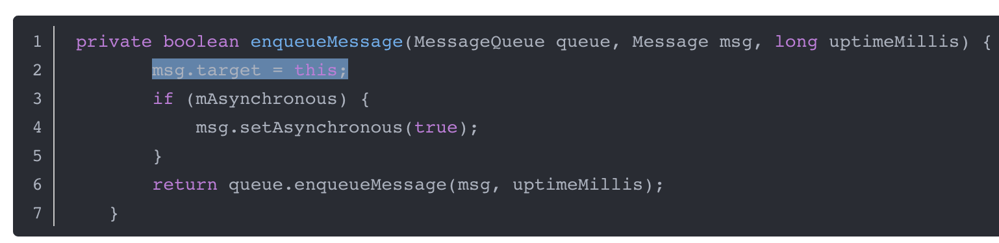 1 private boolean enqueueMessage(MessageQueue queue, Message msg, long uptimeMillis) {
2 msg.target = this;
3 if (mAsynchronous) {
4 msg.setAsynchronous(true);
5 }
6 return queue.enqueueMessage(msg, uptimeMillis);
7 }